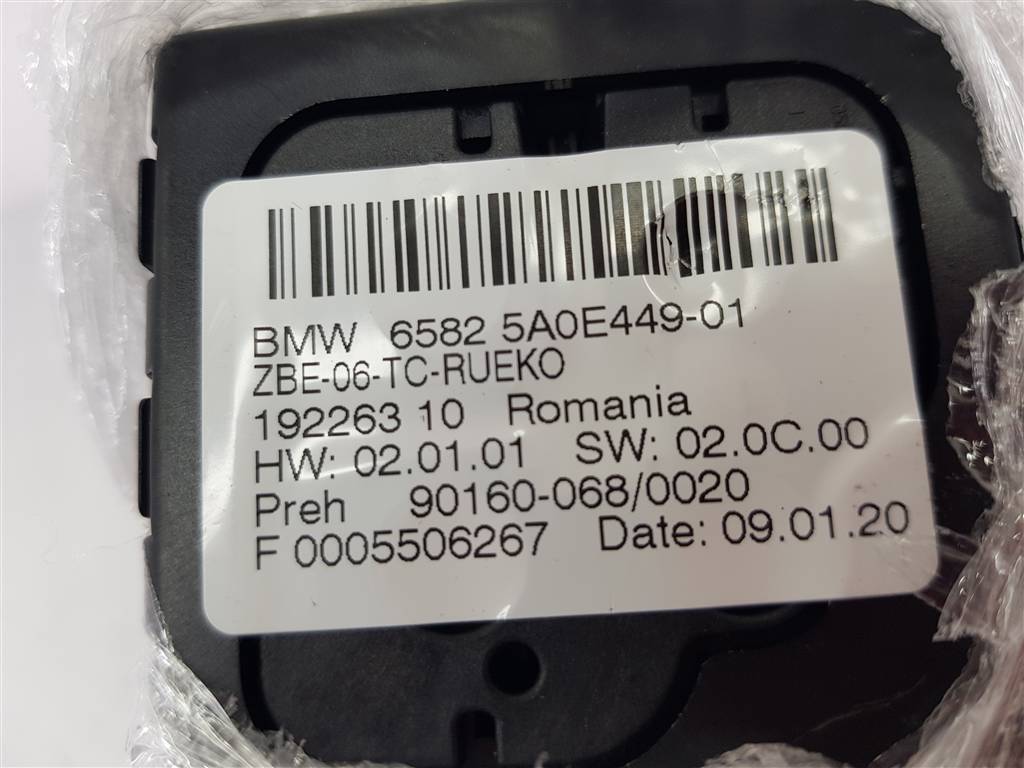 BMW 6582 5A0E449-01
ZBE-06-TC-RUEKO
192263 10 Romania
HW: 02.01.01 SW: 02.0C.00
Preh 90160-068/0020
F 0005506267 Date: 09.01.20